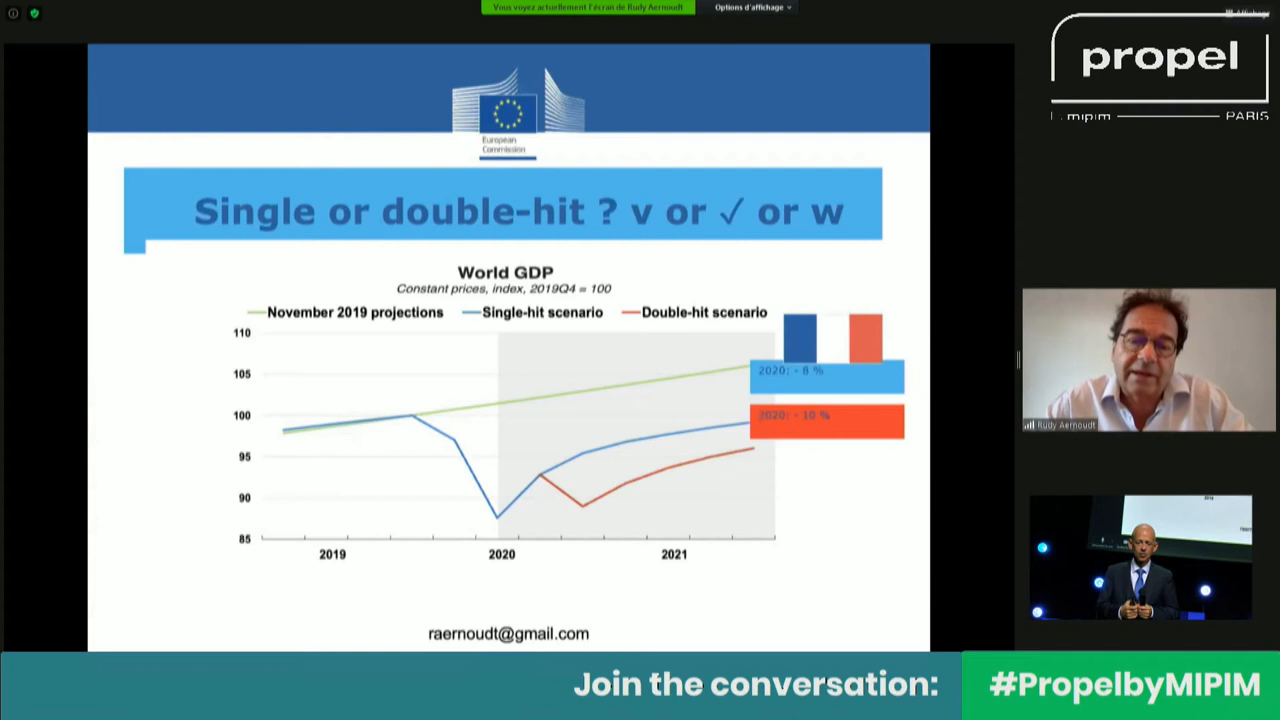 Vous voyez actuellement l'écran de Rudy Aernoudt
Options d'affichage
Affichage
propel
mipim
PARIS
European
Commission
Single or double-hit ? v or ✓ or w
World GDP
Constant prices, index, 2019Q4 = 100
November 2019 projections
Single-hit scenario
Double-hit scenario
110
105
100
95
90
85
2019
2020
2021
2020: - 8 %
2020: - 10 %
raernoudt@gmail.com
Rudy Aernoudt
Join the conversation:
#PropelbyMIPIM